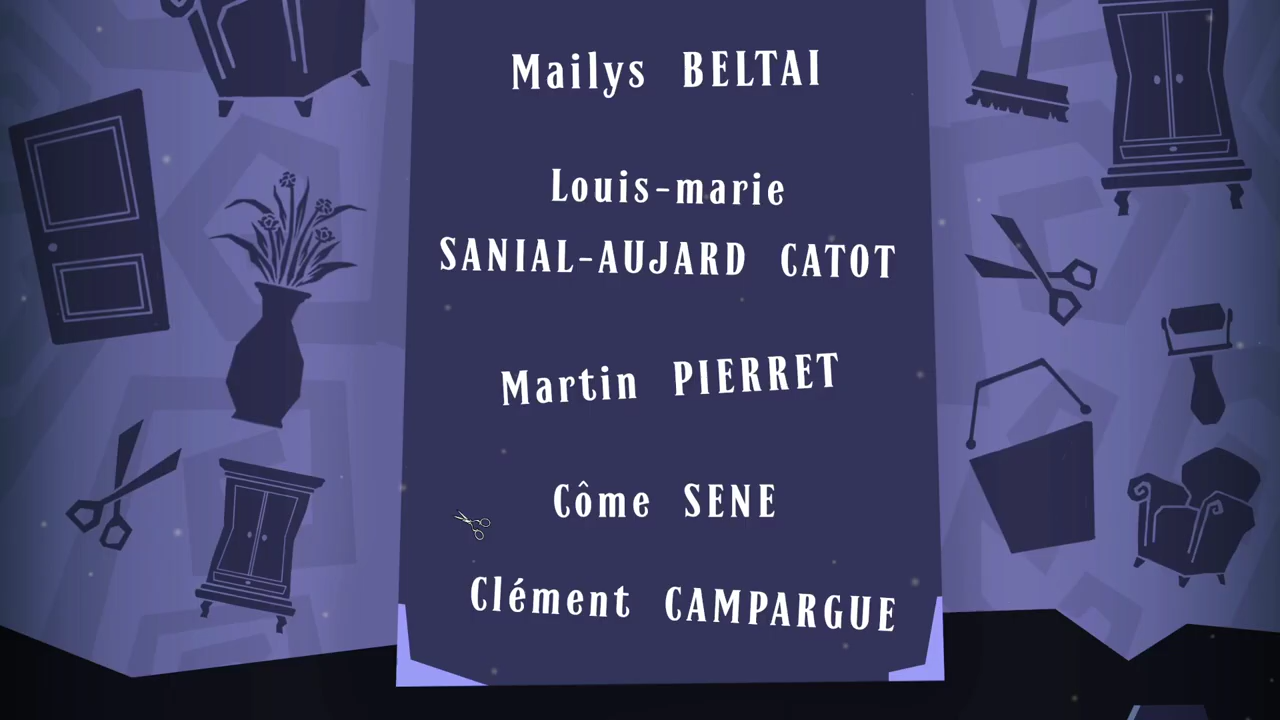 Mailys BELTAI
Louis-marie
SANIAL-AUJARD CATOT
Martin PIERRET
Côme SENE
Clément CAMPARGUE